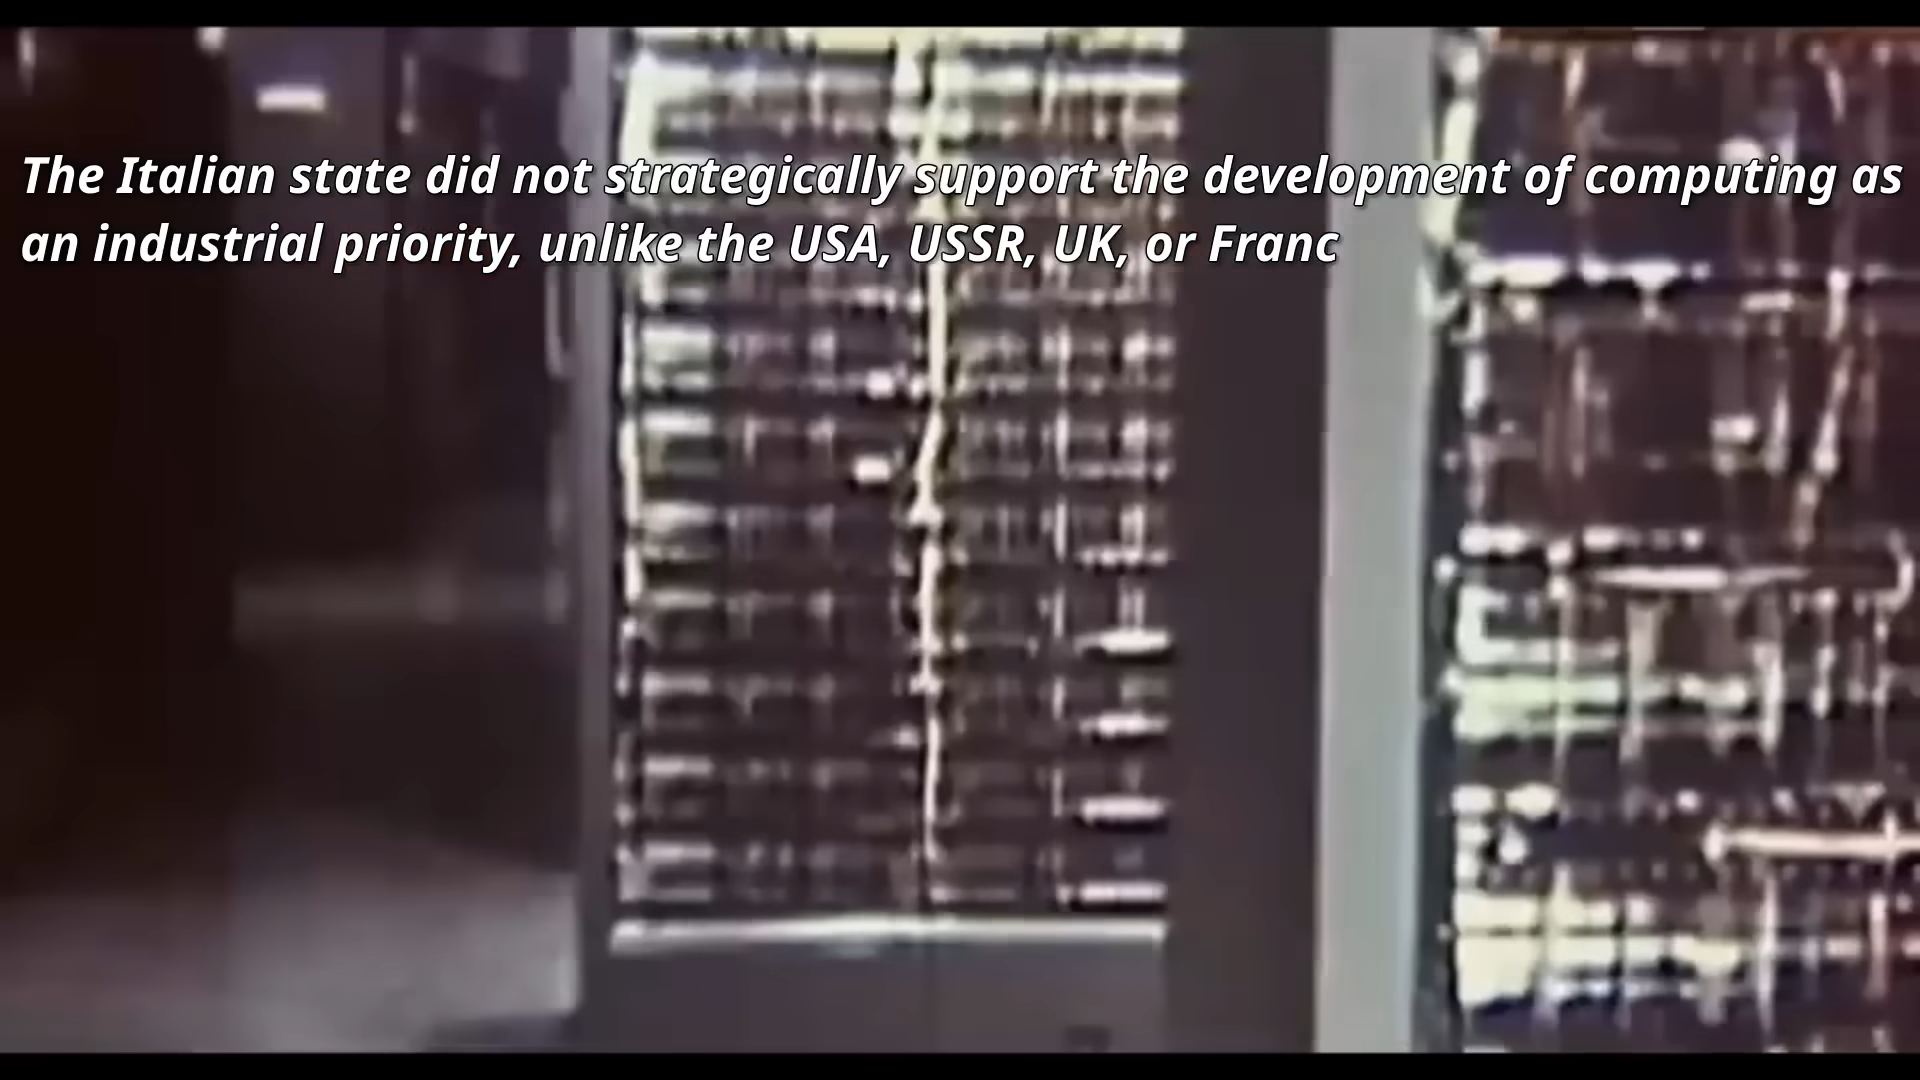 The Italian state did not strategically support the development of computing as
an industrial priority, unlike the USA, USSR, UK, or Franc